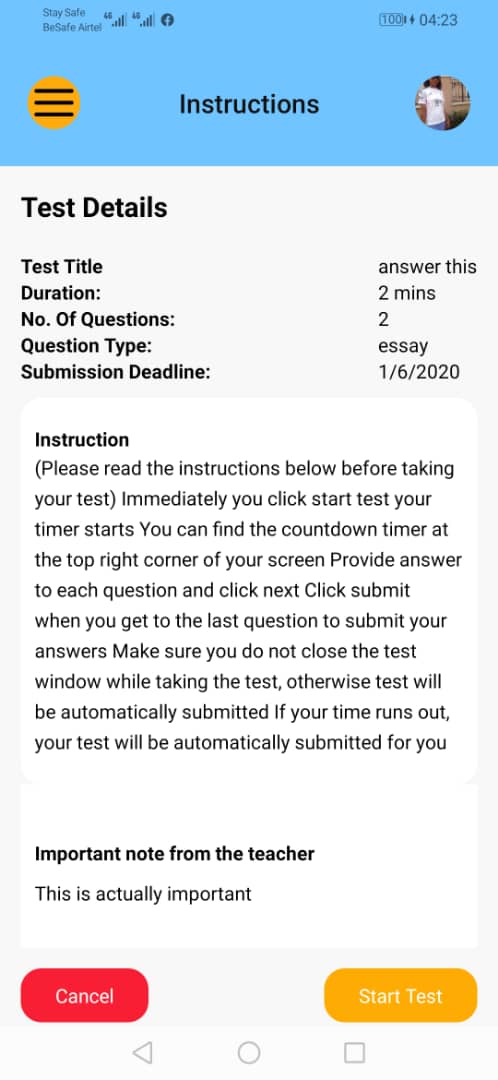 Stay Safe
BeSafe Airtel 4G 4G 100 04:23
Instructions
Test Details
Test Title answer this
Duration: 2 mins
No. Of Questions: 2
Question Type: essay
Submission Deadline: 1/6/2020
Instruction
(Please read the instructions below before taking
your test) Immediately you click start test your
timer starts You can find the countdown timer at
the top right corner of your screen Provide answer
to each question and click next Click submit
when you get to the last question to submit your
answers Make sure you do not close the test
window while taking the test, otherwise test will
be automatically submitted If your time runs out,
your test will be automatically submitted for you
Important note from the teacher
This is actually important
Cancel Start Test